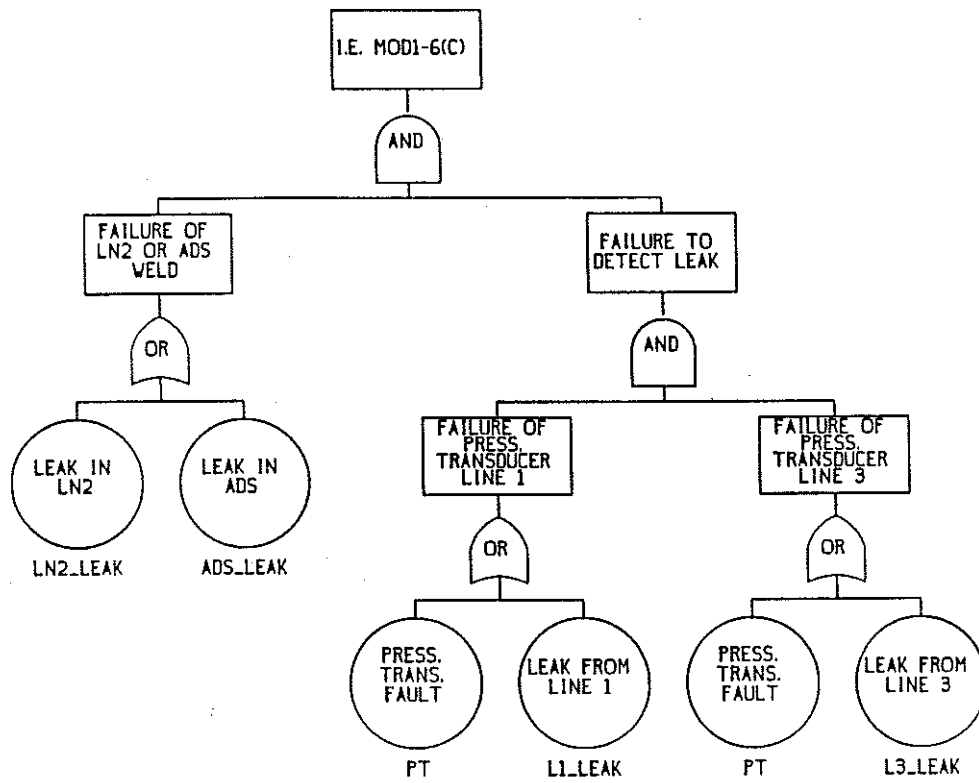 I.E. MOD1-6(C)
AND
FAILURE OF
LN2 OR ADS
WELD
FAILURE TO
DETECT LEAK
OR
AND
LEAK IN
LN2
LEAK IN
ADS
LN2_LEAK
ADS_LEAK
FAILURE OF
PRESS.
TRANSDUCER
LINE 1
FAILURE OF
PRESS.
TRANSDUCER
LINE 3
OR
OR
PRESS.
TRANS.
FAULT
LEAK FROM
LINE 1
PRESS.
TRANS.
FAULT
LEAK FROM
LINE 3
PT
L1_LEAK
PT
L3_LEAK